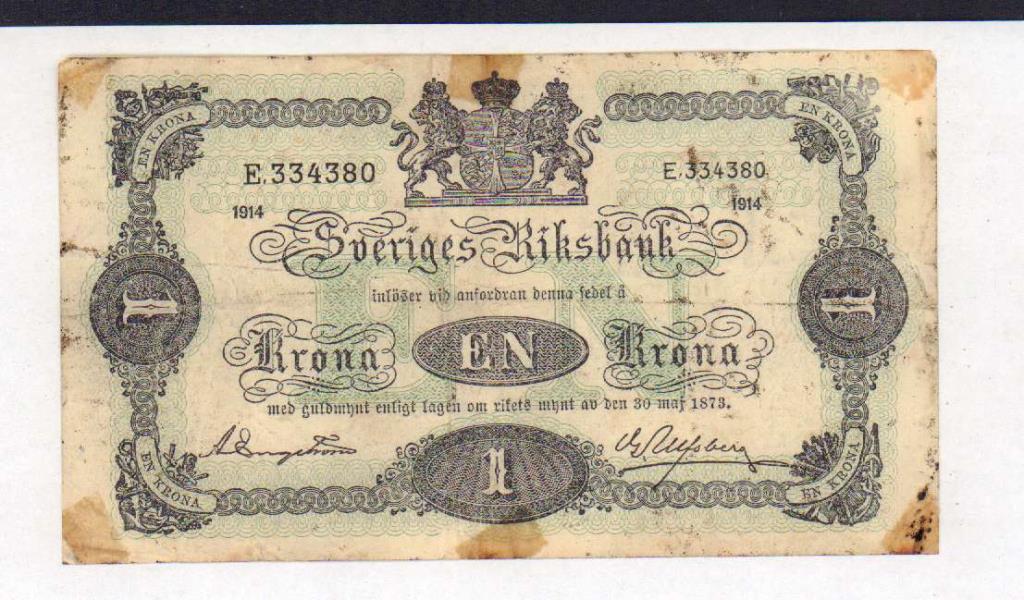 EN KRONA
EN KRONA
E.334380
E.334380
1914
1914
Sveriges Riksbank
inlöser vid anfordran denna sedel å
1
1
EN
Krona
EN
Krona
med guldmynt enligt lagen om rikets mynt av den 30 maj 1873.
1
EN KRONA
EN KRONA